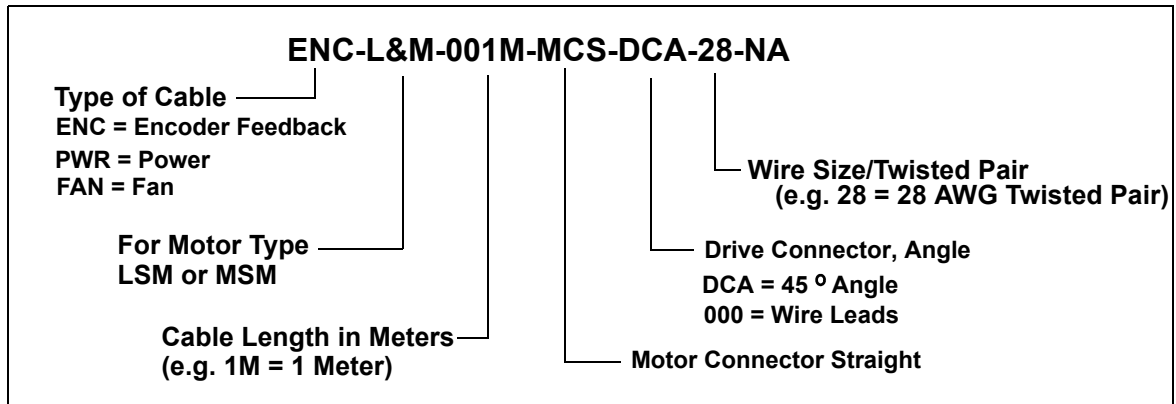 ENC-L&M-001M-MCS-DCA-28-NA
Type of Cable
ENC = Encoder Feedback
PWR = Power
FAN = Fan
Wire Size/Twisted Pair
(e.g. 28 = 28 AWG Twisted Pair)
For Motor Type
LSM or MSM
Drive Connector, Angle
DCA = 45 º Angle
000 = Wire Leads
Cable Length in Meters
(e.g. 1M = 1 Meter)
Motor Connector Straight